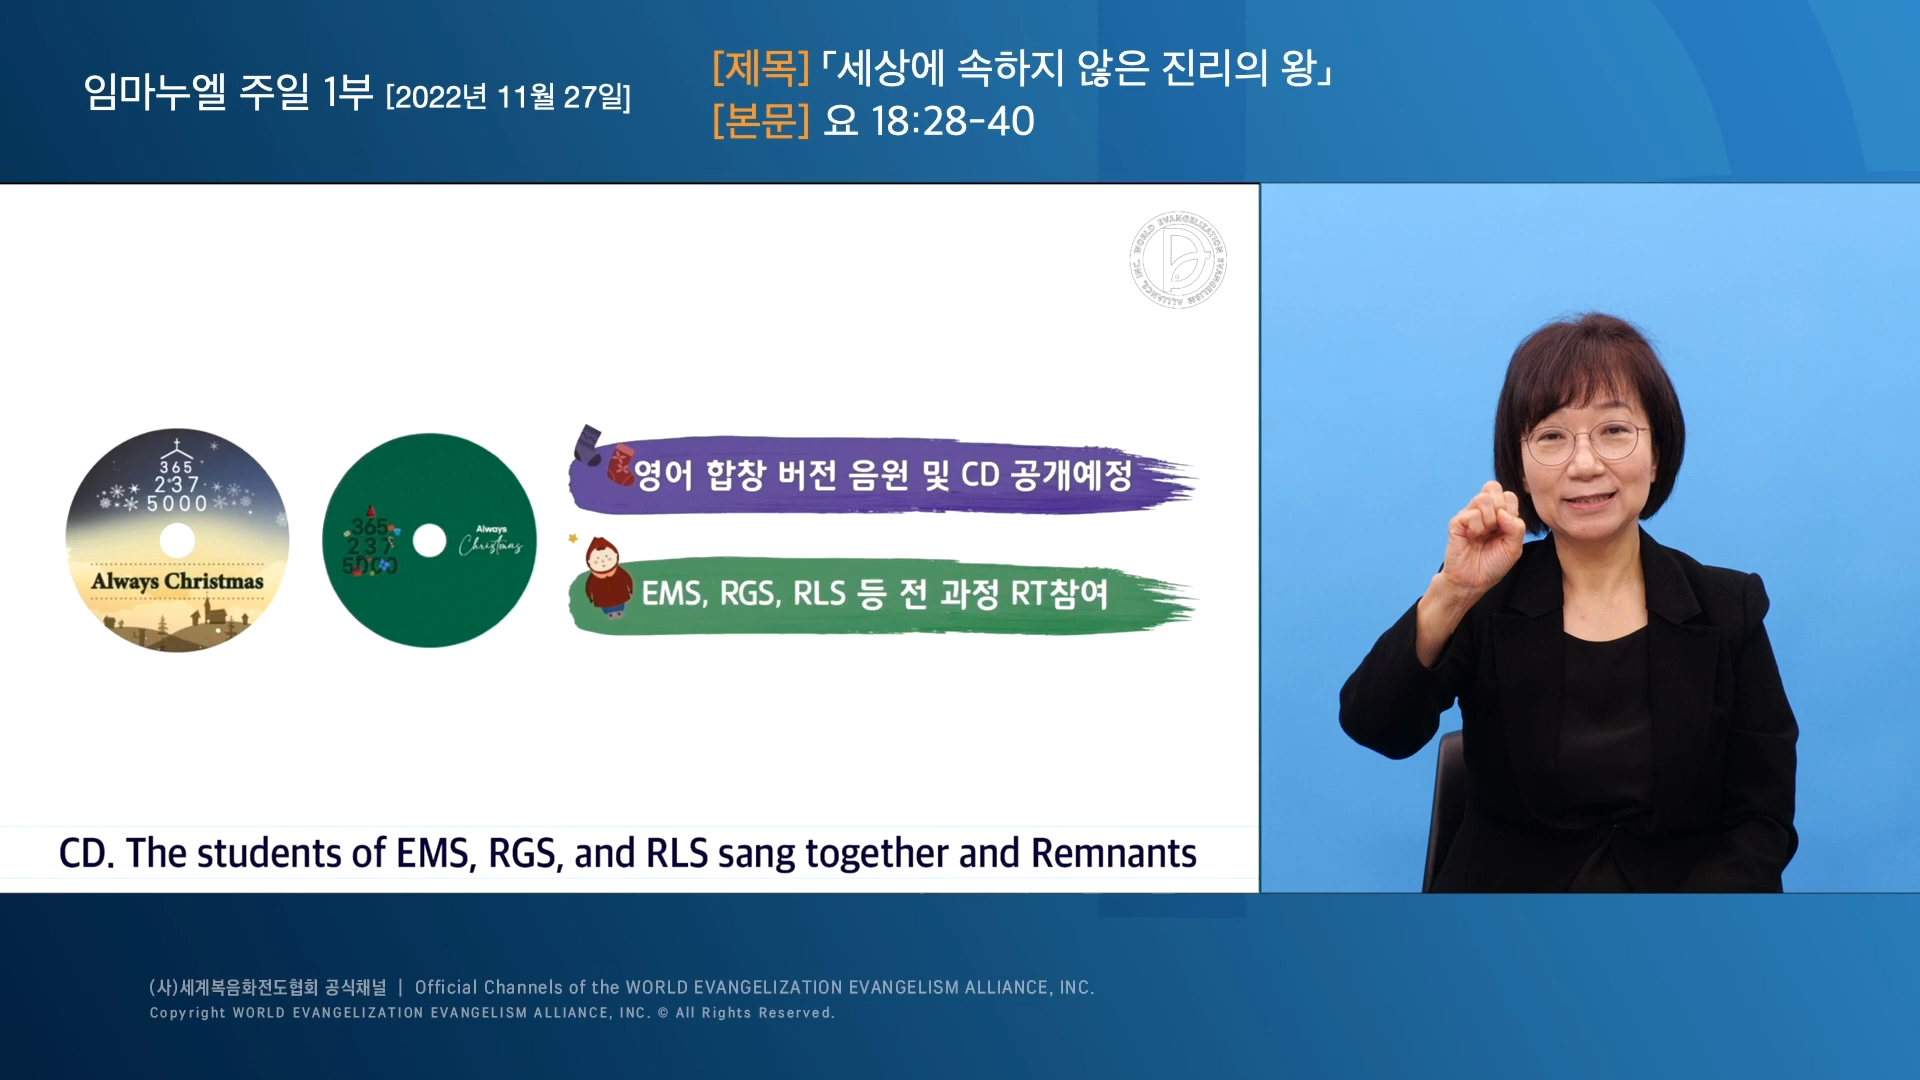 임마누엘 주일 1부 [2022년 11월 27일]
[제목] 「세상에 속하지 않은 진리의 왕」
[본문] 요 18:28-40
WORLD EVANGELIZATION EVANGELISM ALLIANCE, INC.
365
237
5000
Always Christmas
365
237
5000
Always
Christmas
영어 합창 버전 음원 및 CD 공개예정
EMS, RGS, RLS 등 전 과정 RT참여
CD. The students of EMS, RGS, and RLS sang together and Remnants
(사)세계복음화전도협회 공식채널 | Official Channels of the WORLD EVANGELIZATION EVANGELISM ALLIANCE, INC.
Copyright WORLD EVANGELIZATION EVANGELISM ALLIANCE, INC. © All Rights Reserved.